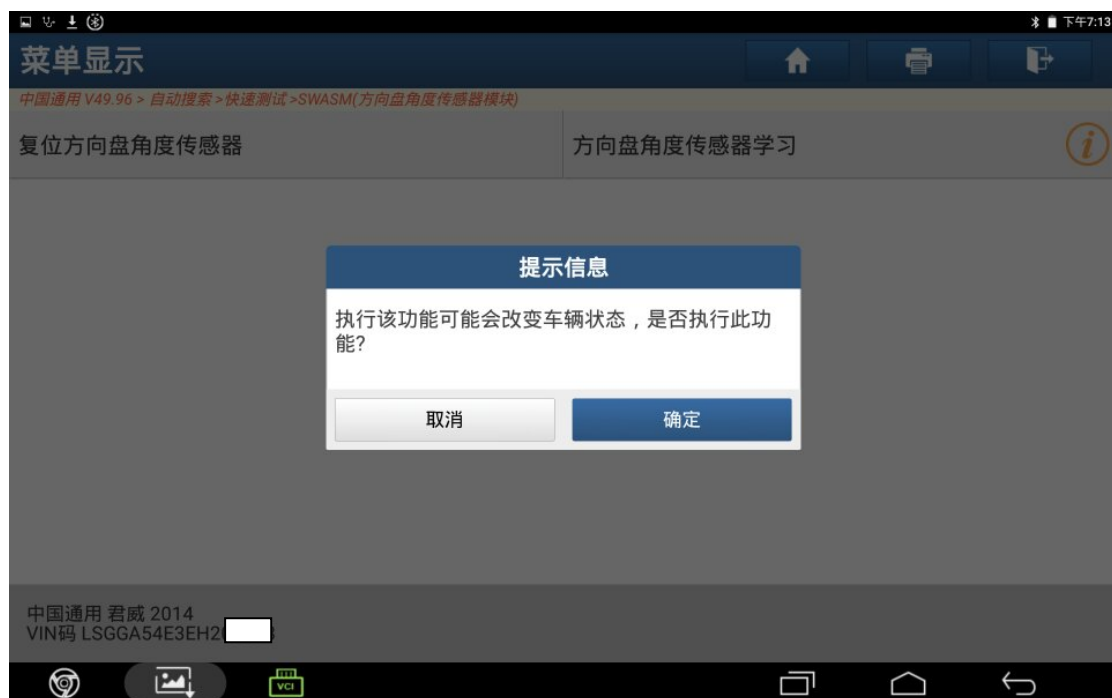 下午7:13
菜单显示
中国通用 V49.96 > 自动搜索 > 快速测试 >SWASM(方向盘角度传感器模块)
复位方向盘角度传感器
方向盘角度传感器学习
i
提示信息
执行该功能可能会改变车辆状态，是否执行此功
能?
取消
确定
中国通用 君威 2014
VIN码 LSGGA54E3EH2
VCI